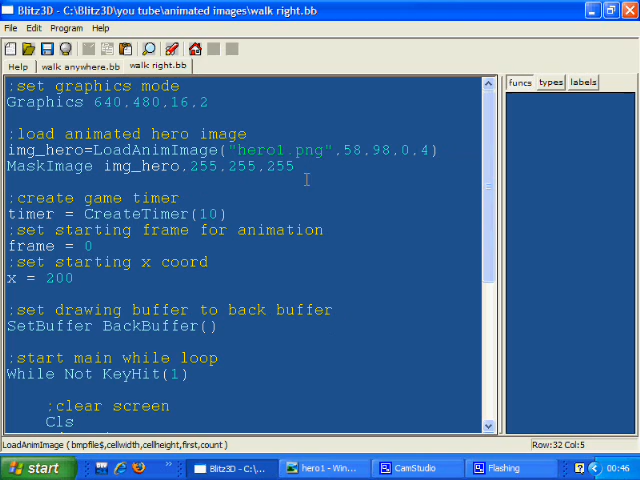 Blitz3D - C:\Blitz3D\you tube\animated images\walk right.bb
File Edit Program Help
Help walk anywhere.bb walk right.bb
funcs types labels
;set graphics mode
Graphics 640,480,16,2
;load animated hero image
img_hero=LoadAnimImage("hero1.png",58,98,0,4)
MaskImage img_hero,255,255,255
;create game timer
timer = CreateTimer(10)
;set starting frame for animation
frame = 0
;set starting x coord
x = 200
;set drawing buffer to back buffer
SetBuffer BackBuffer()
;start main while loop
While Not KeyHit(1)
;clear screen
Cls
LoadAnimImage ( bmpfile$,cellwidth,cellheight,first,count )
Row:32 Col:5
start
Blitz3D - C:\...
hero1 - Win...
CamStudio
Flashing
00:46